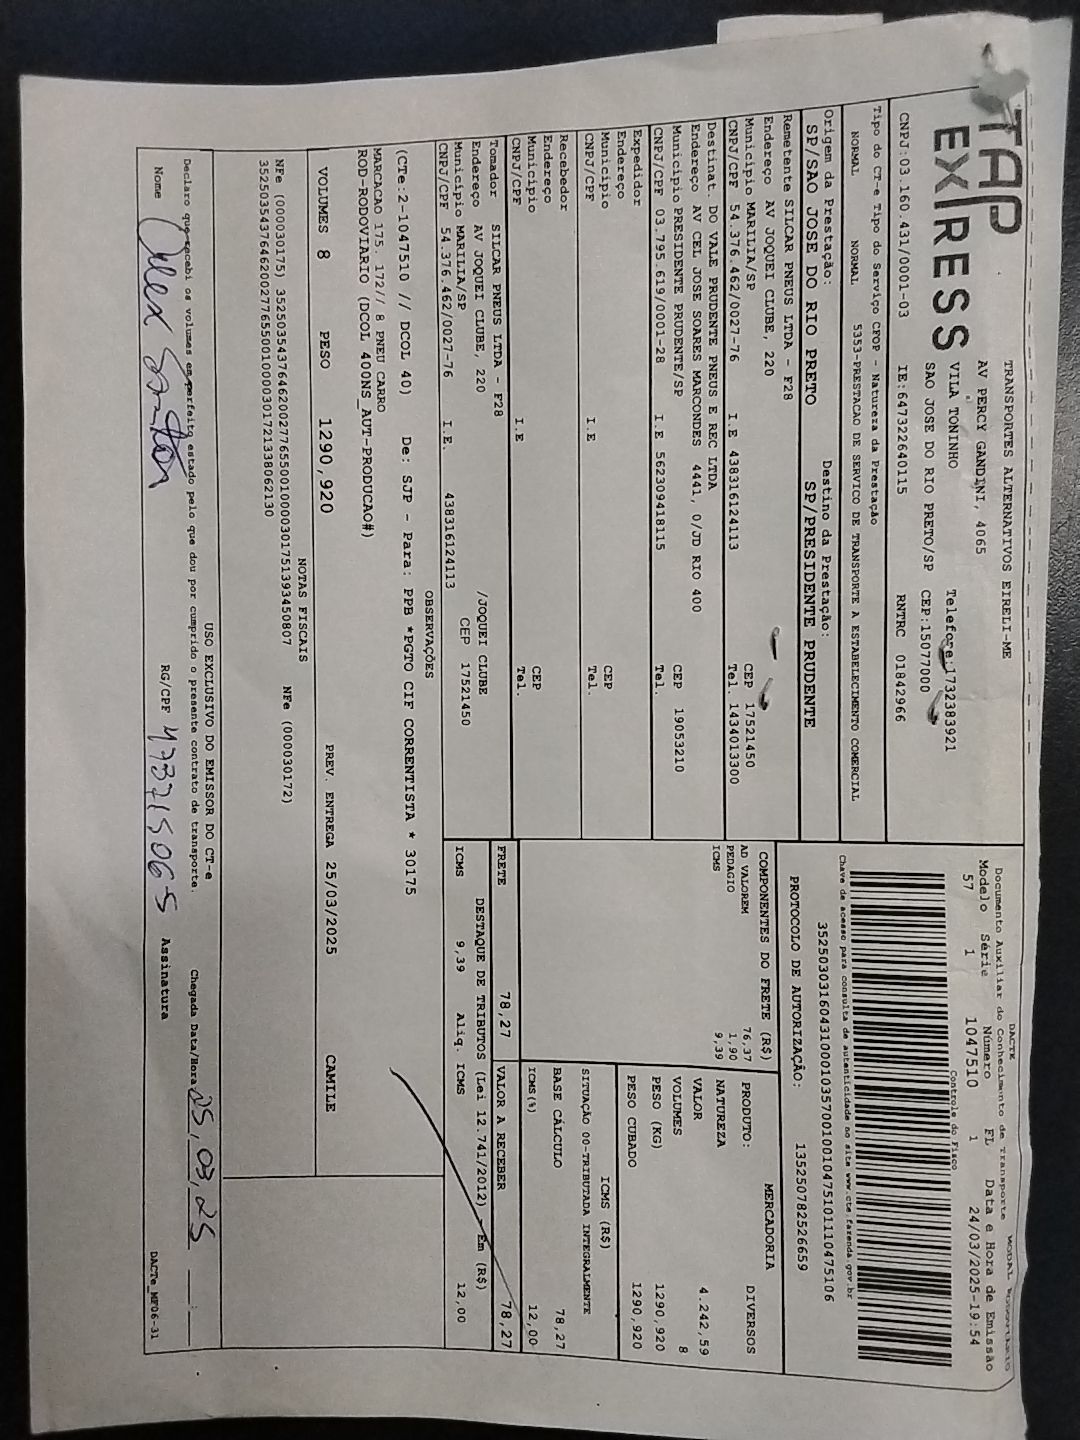 TAP
EXPRESS
TRANSPORTES ALTERNATIVOS EIRELI-ME
AV PERCY GANDINI, 4065
VILA TONINHO Telefone:1732383921
SAO JOSE DO RIO PRETO/SP CEP:15077000
CNPJ:03.160.431/0001-03 IE:647322640115 RNTRC 01842966
DACTE
Documento Auxiliar do Conhecimento de Transporte
Modelo Série Número FL Data e Hora de Emissão
57 1 1047510 1 24/03/2025-19:54
Controle do Fisco
Chave de acesso para consulta de autenticidade no site www.cte.fazenda.gov.br
PROTOCOLO DE AUTORIZAÇÃO: 135250782526659
Tipo do CT-e Tipo do Serviço CFOP - Natureza da Prestação
NORMAL NORMAL 5353-PRESTACAO DE SERVICO DE TRANSPORTE A ESTABELECIMENTO COMERCIAL
Origem da Prestação: Destino da Prestação:
SP/SAO JOSE DO RIO PRETO SP/PRESIDENTE PRUDENTE
Remetente SILCAR PNEUS LTDA - F28
Endereço AV JOQUEI CLUBE, 220
Município MARILIA/SP CEP 17521450
CNPJ/CPF 54.376.462/0027-76 I.E 438316124113 Tel. 1434013300
Destinat. DO VALE PRUDENTE PNEUS E REC LTDA
Endereço AV CEL JOSE SOARES MARCONDES 4441, 0/JD RIO 400
Município PRESIDENTE PRUDENTE/SP CEP 19053210
CNPJ/CPF 03.795.619/0001-28 I.E 562309418115 Tel.
Expedidor
Endereço
Município CEP
CNPJ/CPF I.E Tel.
Recebedor
Endereço
Município CEP
CNPJ/CPF I.E Tel.
Tomador SILCAR PNEUS LTDA - F28
Endereço AV JOQUEI CLUBE, 220 /JOQUEI CLUBE
Município MARILIA/SP CEP 17521450
CNPJ/CPF 54.376.462/0027-76 I.E. 438316124113
COMPONENTES DO FRETE (R$)
AD VALOREM 76,37
PEDAGIO 1,90
ICMS 9,39
MERCADORIA
PRODUTO: DIVERSOS
NATUREZA
VALOR 4.242,59
VOLUMES 8
PESO (KG) 1290,920
PESO CUBADO 1290,920
ICMS (R$)
SITUAÇÃO 00-TRIBUTADA INTEGRALMENTE
BASE CÁLCULO 78,27
ICMS(%) 12,00
FRETE 78,27 VALOR A RECEBER 78,27
DESTAQUE DE TRIBUTOS (Lei 12.741/2012) - Em (R$)
ICMS 9,39 Aliq. ICMS 12,00
OBSERVAÇÕES
(CTe:2-1047510 // DCOL 40) De: SJP - Para: PPB *PGTO CIF CORRENTISTA * 30175
MARCACAO 175. 172// 8 PNEU CARRO
ROD-RODOVIARIO (DCOL 400NS_AUT-PRODUCAO#)
VOLUMES 8 PESO 1290,920 PREV. ENTREGA 25/03/2025 CAMILE
NOTAS FISCAIS
NFe (000030175) NFe (000030172)
USO EXCLUSIVO DO EMISSOR DO CT-e
Declaro que recebi os volumes em perfeito estado pelo que dou por cumprido o presente contrato de transporte. Chegada Data/Hora 25,03,25 __:__
Nome Alex RG/CPF Assinatura
DACTe_MF06-31